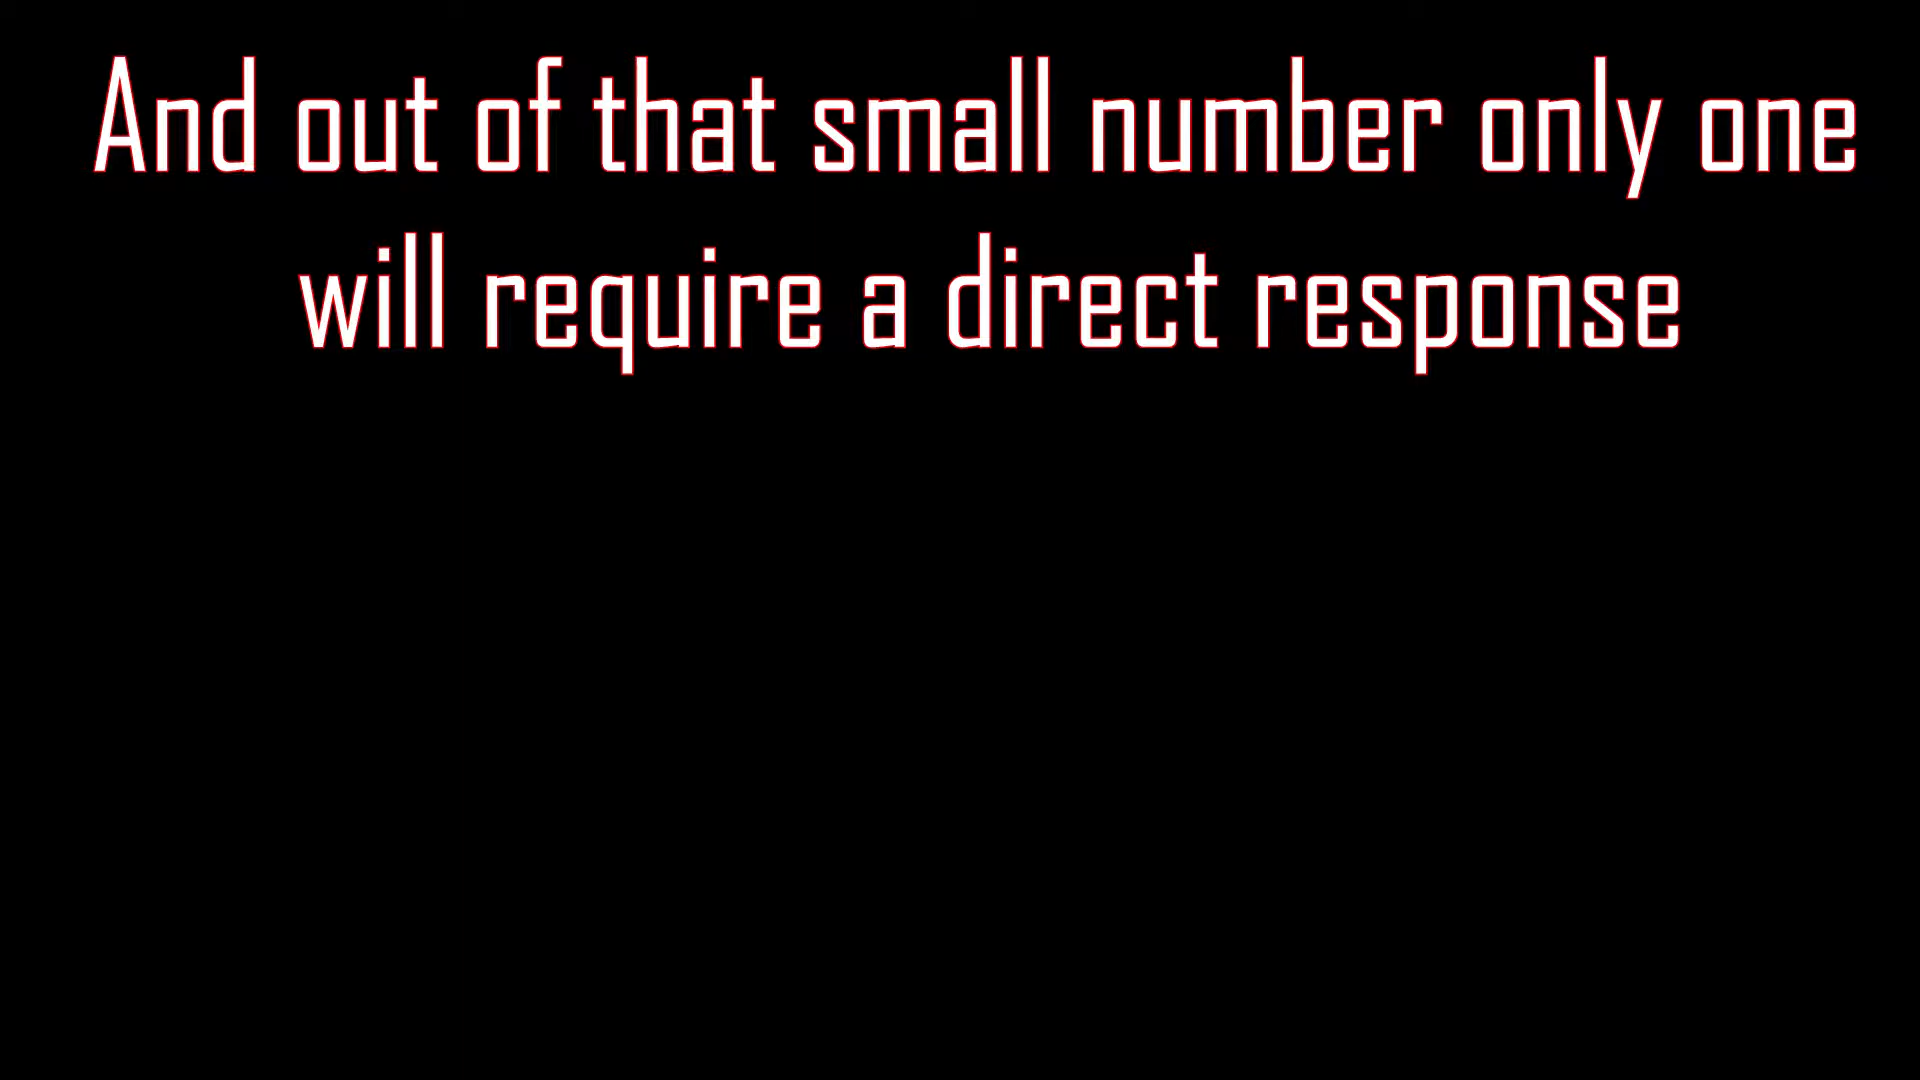 And out of that small number only one
will require a direct response